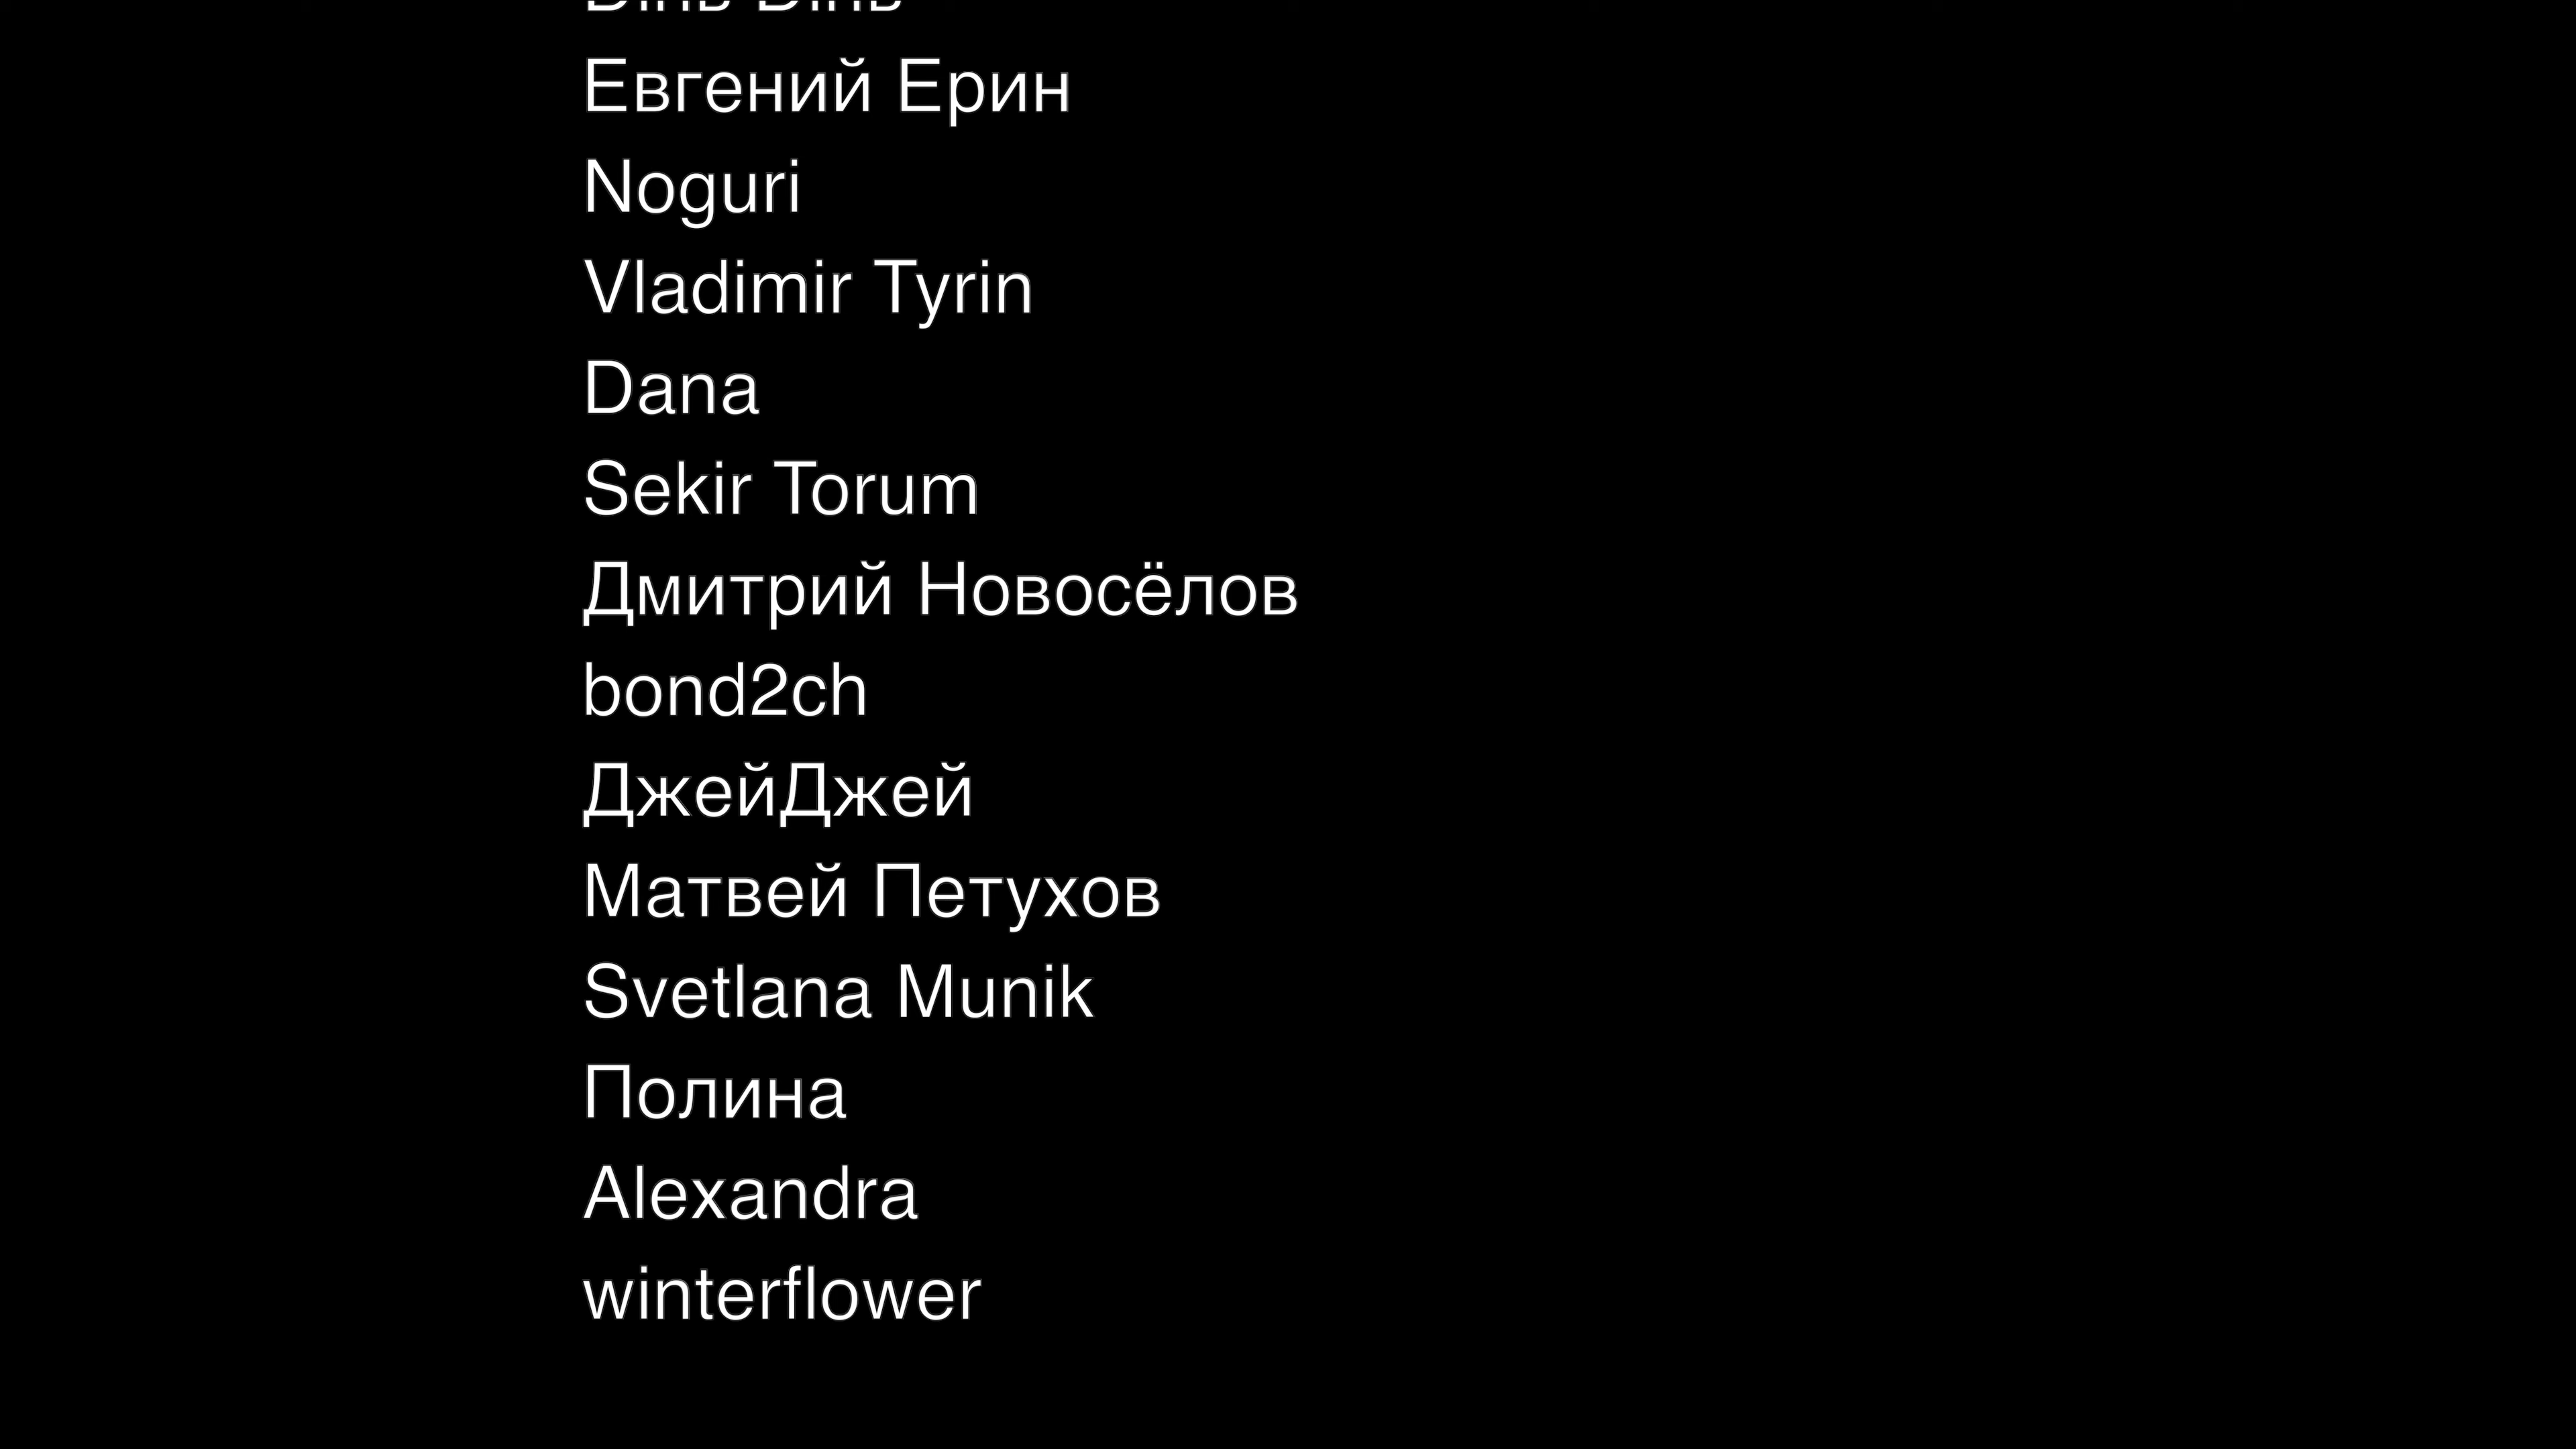 Евгений Ерин
Noguri
Vladimir Tyrin
Dana
Sekir Torum
Дмитрий Новосёлов
bond2ch
ДжейДжей
Матвей Петухов
Svetlana Munik
Полина
Alexandra
winterflower